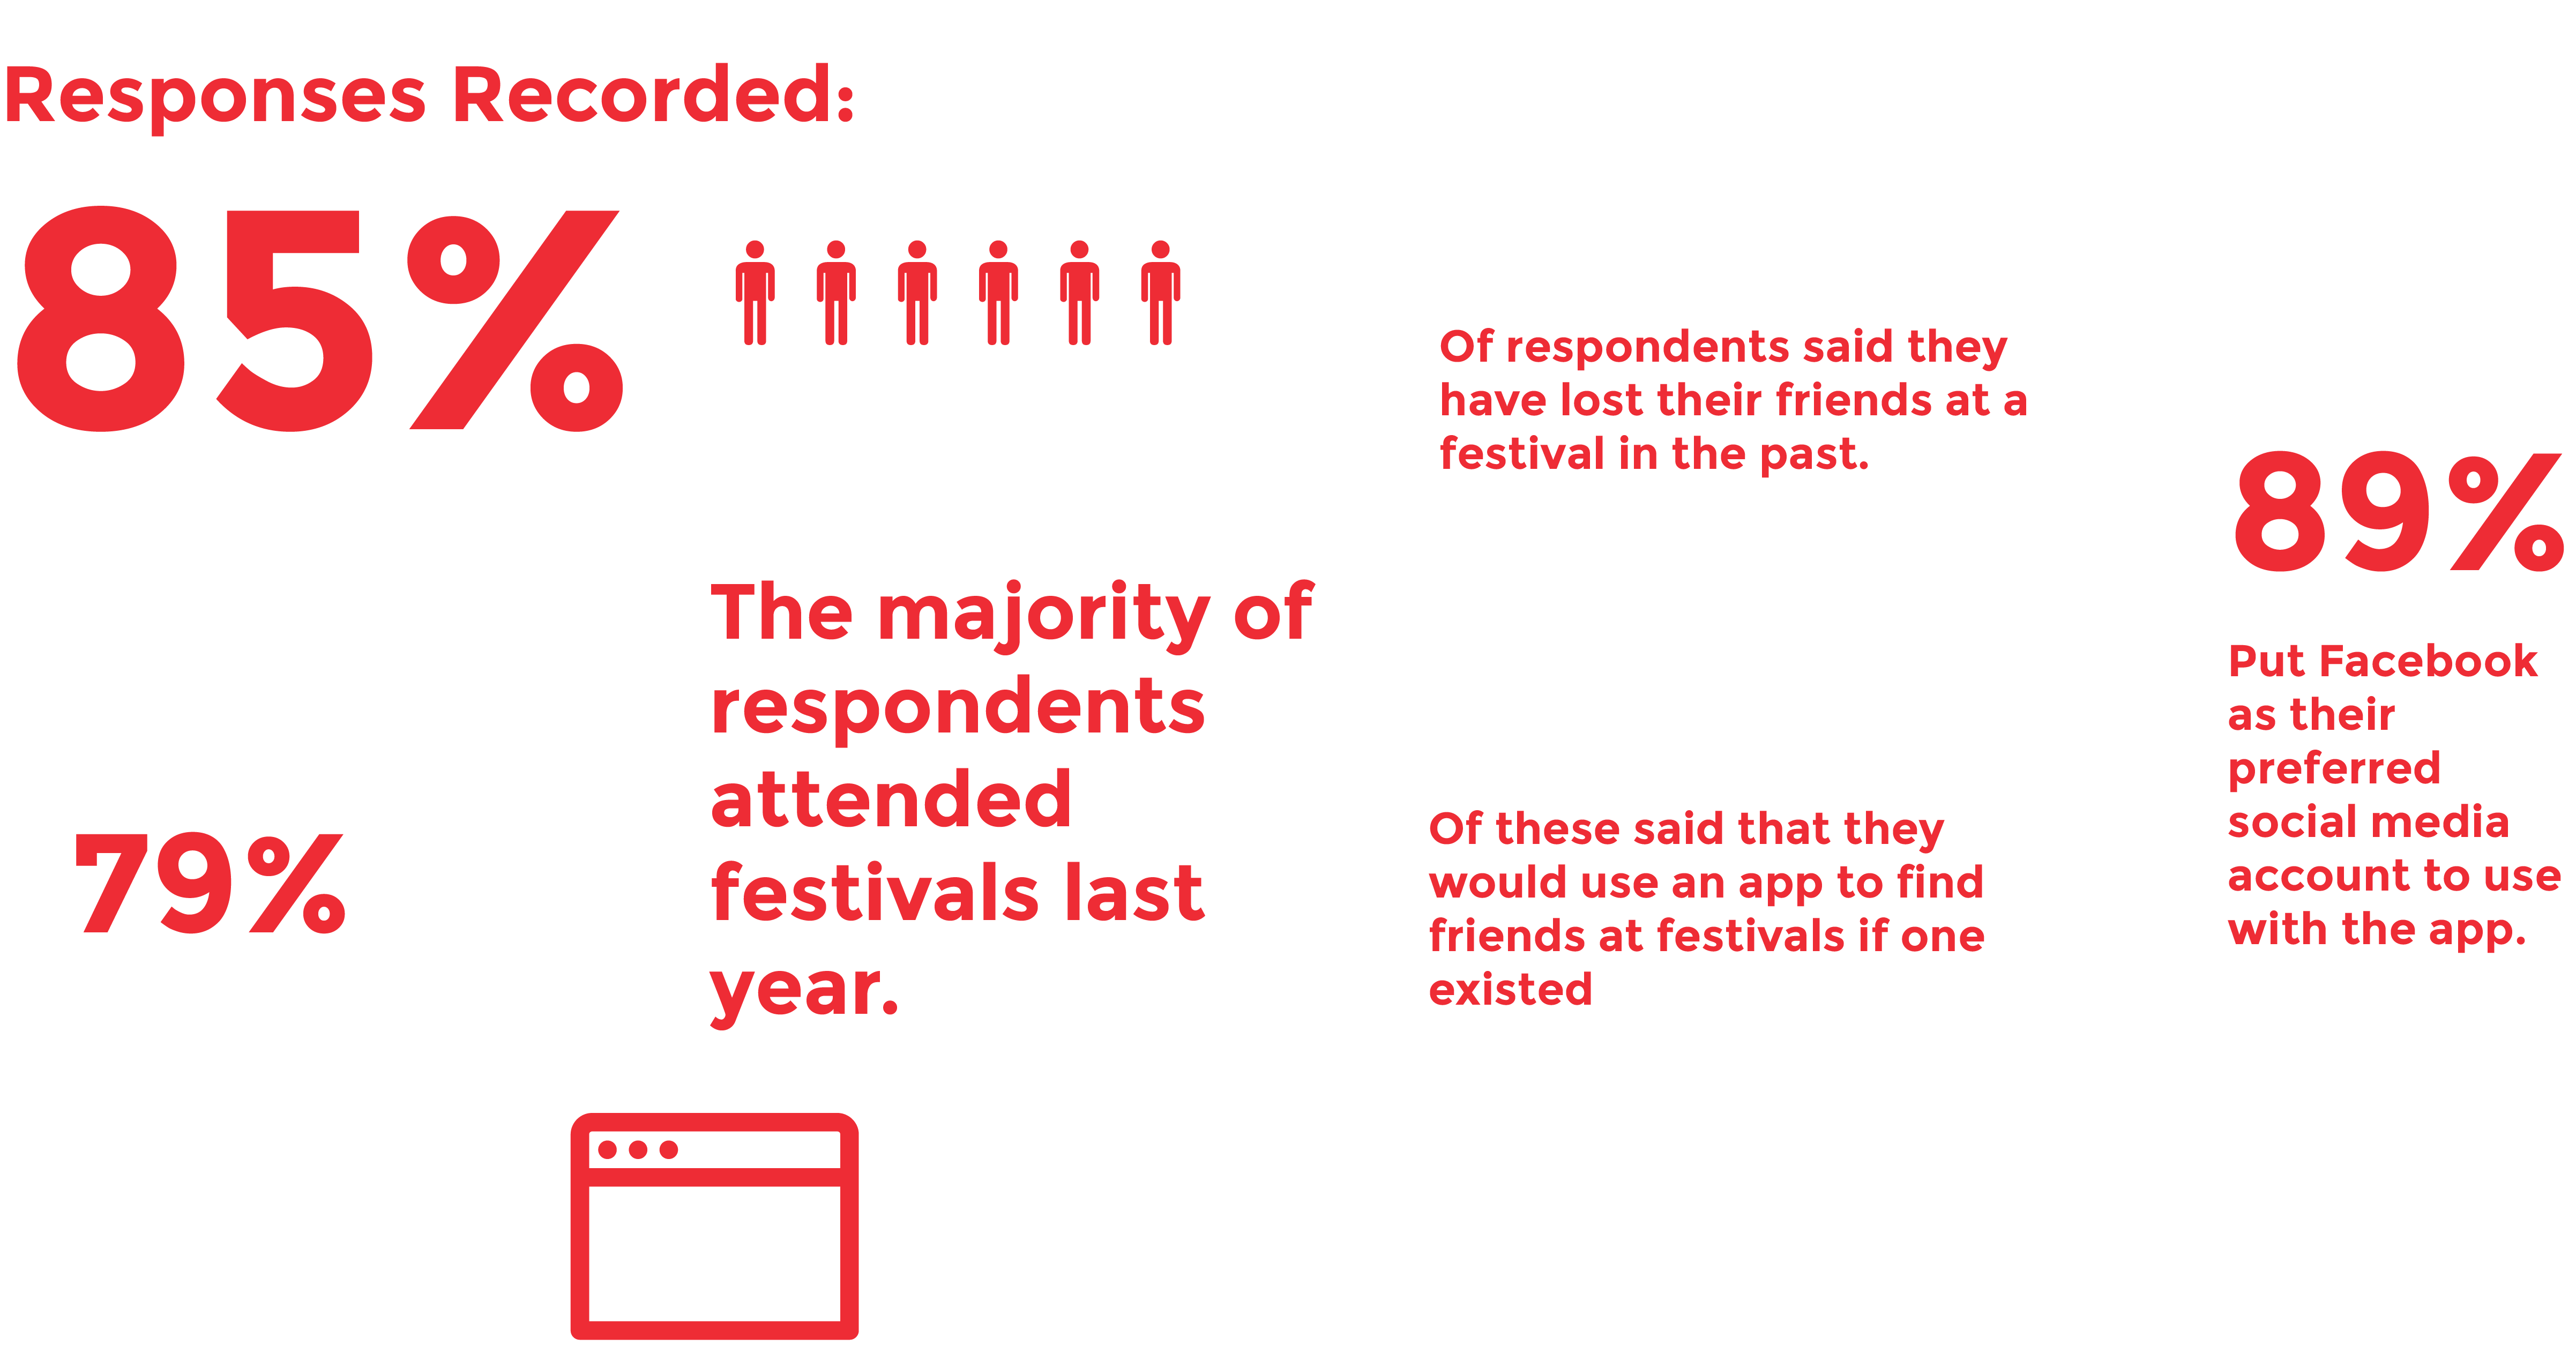 Responses Recorded:
85%
Of respondents said they
have lost their friends at a
festival in the past.
79%
The majority of
respondents
attended
festivals last
year.
Of these said that they
would use an app to find
friends at festivals if one
existed
89%
Put Facebook
as their
preferred
social media
account to use
with the app.